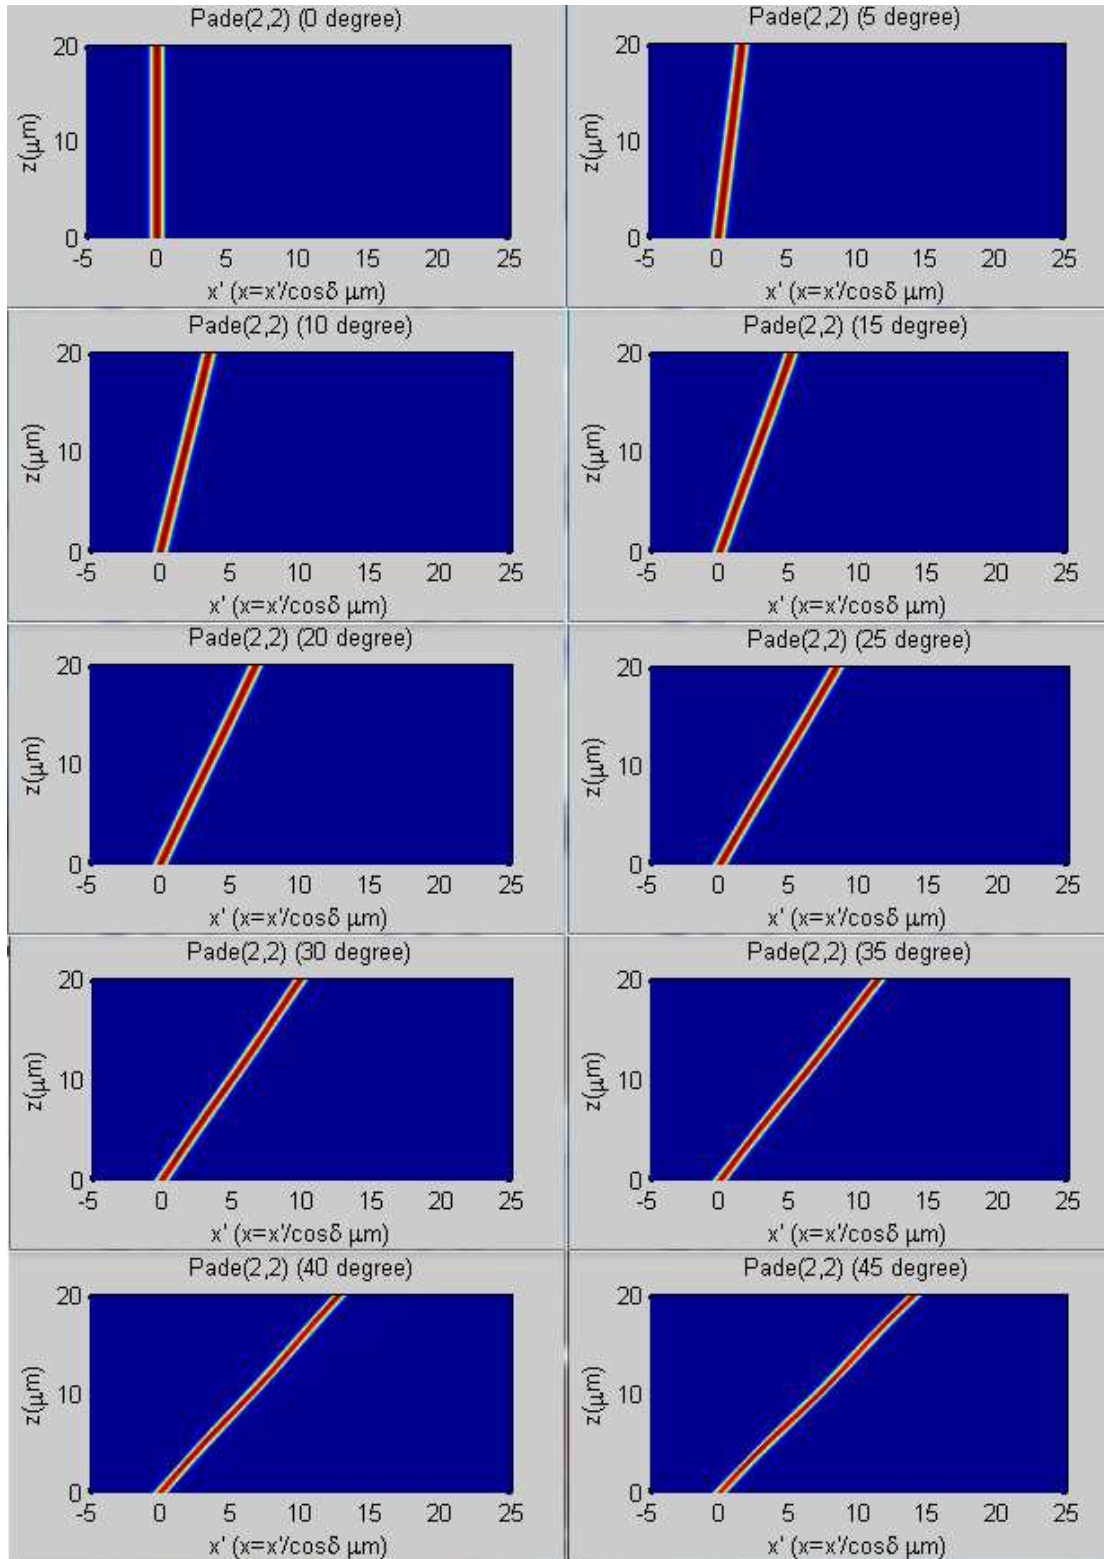 Pade(2,2) (0 degree)
20
10
0
z(μm)
-5 0 5 10 15 20 25
x' (x=x'/cosδ μm)
Pade(2,2) (5 degree)
20
10
0
z(μm)
-5 0 5 10 15 20 25
x' (x=x'/cosδ μm)
Pade(2,2) (10 degree)
20
10
0
z(μm)
-5 0 5 10 15 20 25
x' (x=x'/cosδ μm)
Pade(2,2) (15 degree)
20
10
0
z(μm)
-5 0 5 10 15 20 25
x' (x=x'/cosδ μm)
Pade(2,2) (20 degree)
20
10
0
z(μm)
-5 0 5 10 15 20 25
x' (x=x'/cosδ μm)
Pade(2,2) (25 degree)
20
10
0
z(μm)
-5 0 5 10 15 20 25
x' (x=x'/cosδ μm)
Pade(2,2) (30 degree)
20
10
0
z(μm)
-5 0 5 10 15 20 25
x' (x=x'/cosδ μm)
Pade(2,2) (35 degree)
20
10
0
z(μm)
-5 0 5 10 15 20 25
x' (x=x'/cosδ μm)
Pade(2,2) (40 degree)
20
10
0
z(μm)
-5 0 5 10 15 20 25
x' (x=x'/cosδ μm)
Pade(2,2) (45 degree)
20
10
0
z(μm)
-5 0 5 10 15 20 25
x' (x=x'/cosδ μm)